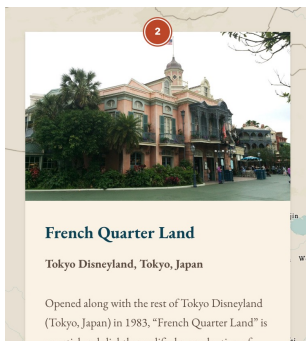 2
French Quarter Land
Tokyo Disneyland, Tokyo, Japan
Opened along with the rest of Tokyo Disneyland
(Tokyo, Japan) in 1983, “French Quarter Land” is